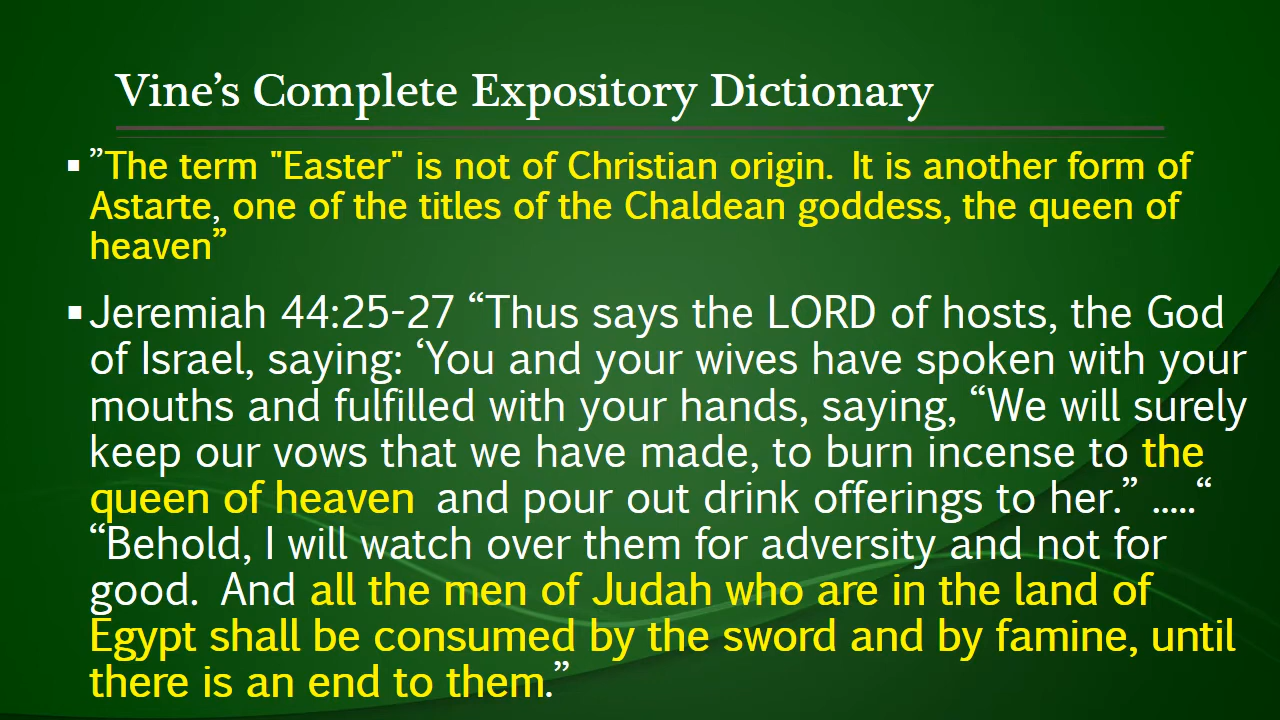 Vine’s Complete Expository Dictionary
▪ ”The term "Easter" is not of Christian origin. It is another form of
Astarte, one of the titles of the Chaldean goddess, the queen of
heaven”
▪ Jeremiah 44:25-27 “Thus says the LORD of hosts, the God
of Israel, saying: ‘You and your wives have spoken with your
mouths and fulfilled with your hands, saying, “We will surely
keep our vows that we have made, to burn incense to the
queen of heaven and pour out drink offerings to her.” .....“
“Behold, I will watch over them for adversity and not for
good. And all the men of Judah who are in the land of
Egypt shall be consumed by the sword and by famine, until
there is an end to them.”